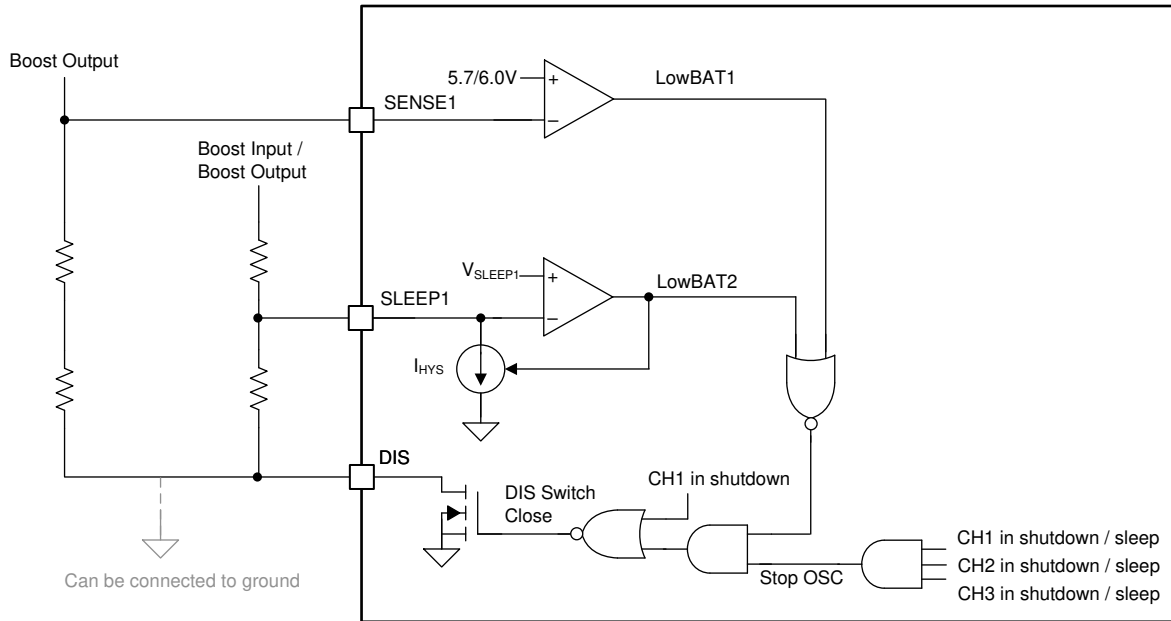 Boost Output
5.7/6.0V
+
−
LowBAT1
SENSE1
Boost Input /
Boost Output
V_SLEEP1
+
−
LowBAT2
SLEEP1
I_HYS
DIS
DIS Switch
Close
CH1 in shutdown
Stop OSC
CH1 in shutdown / sleep
CH2 in shutdown / sleep
CH3 in shutdown / sleep
Can be connected to ground